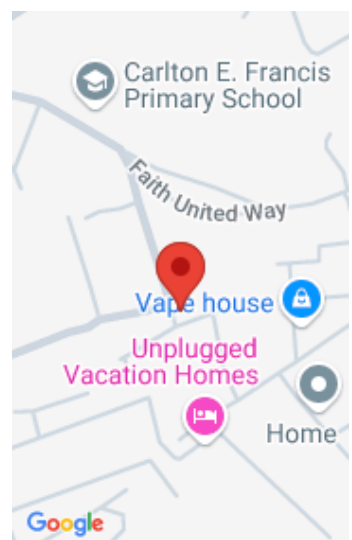 Carlton E. Francis
Primary School
Faith United Way
Vape house
Unplugged
Vacation Homes
Home
Google